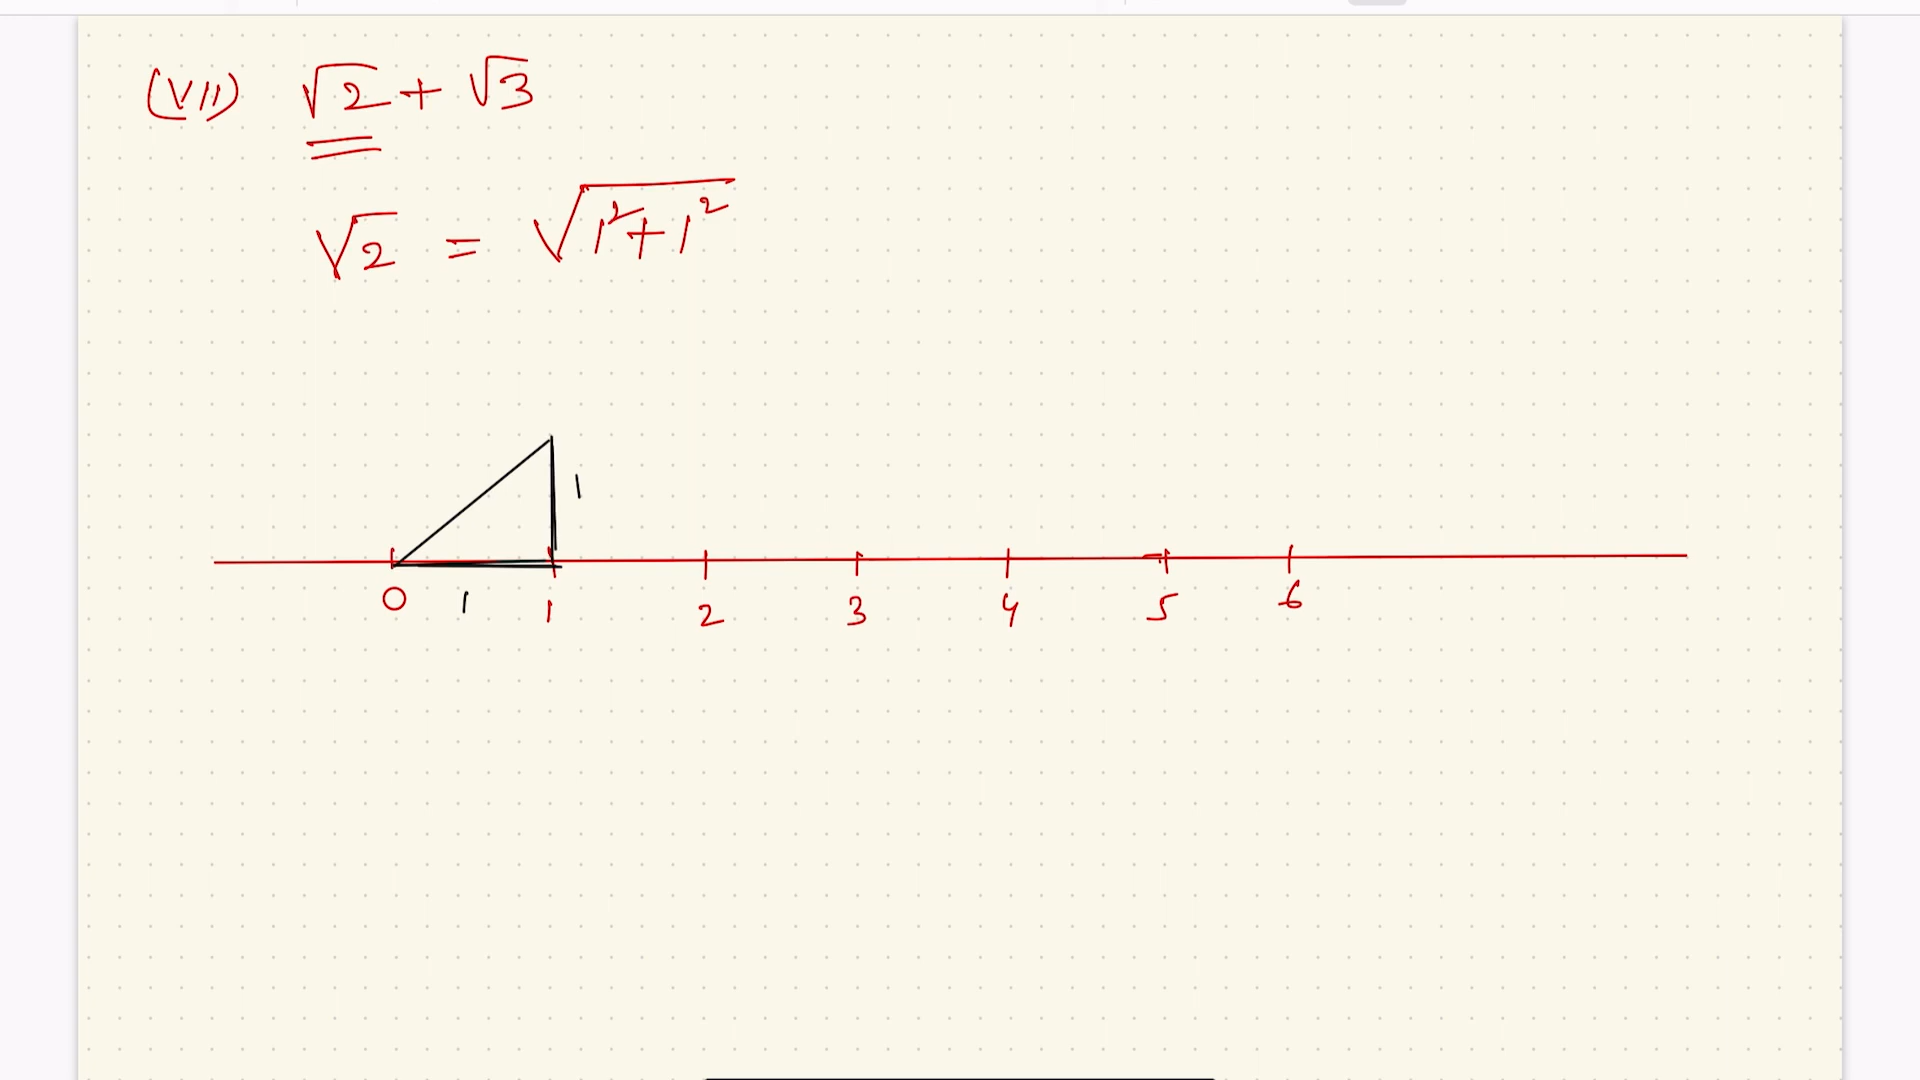 (VII) √2 + √3
√2 = √1²+1²
1
0 1 1 2 3 4 5 6